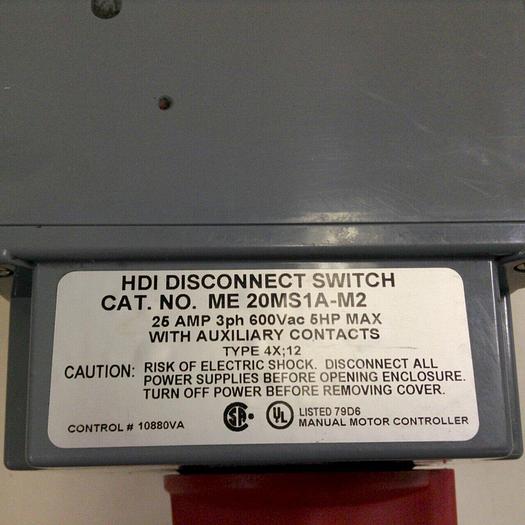 HDI DISCONNECT SWITCH
CAT. NO. ME 20MS1A-M2
25 AMP 3ph 600Vac 5HP MAX
WITH AUXILIARY CONTACTS
TYPE 4X;12
CAUTION: RISK OF ELECTRIC SHOCK. DISCONNECT ALL
POWER SUPPLIES BEFORE OPENING ENCLOSURE.
TURN OFF POWER BEFORE REMOVING COVER.
CONTROL # 10880VA SA UL LISTED 79D6
MANUAL MOTOR CONTROLLER